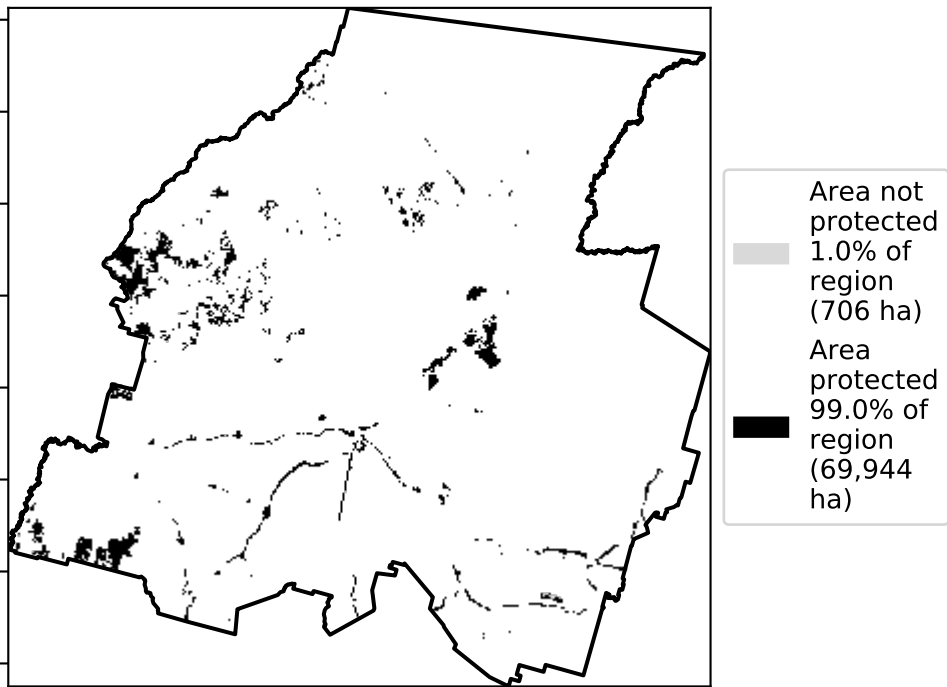 Area not
protected
1.0% of
region
(706 ha)
Area
protected
99.0% of
region
(69,944
ha)